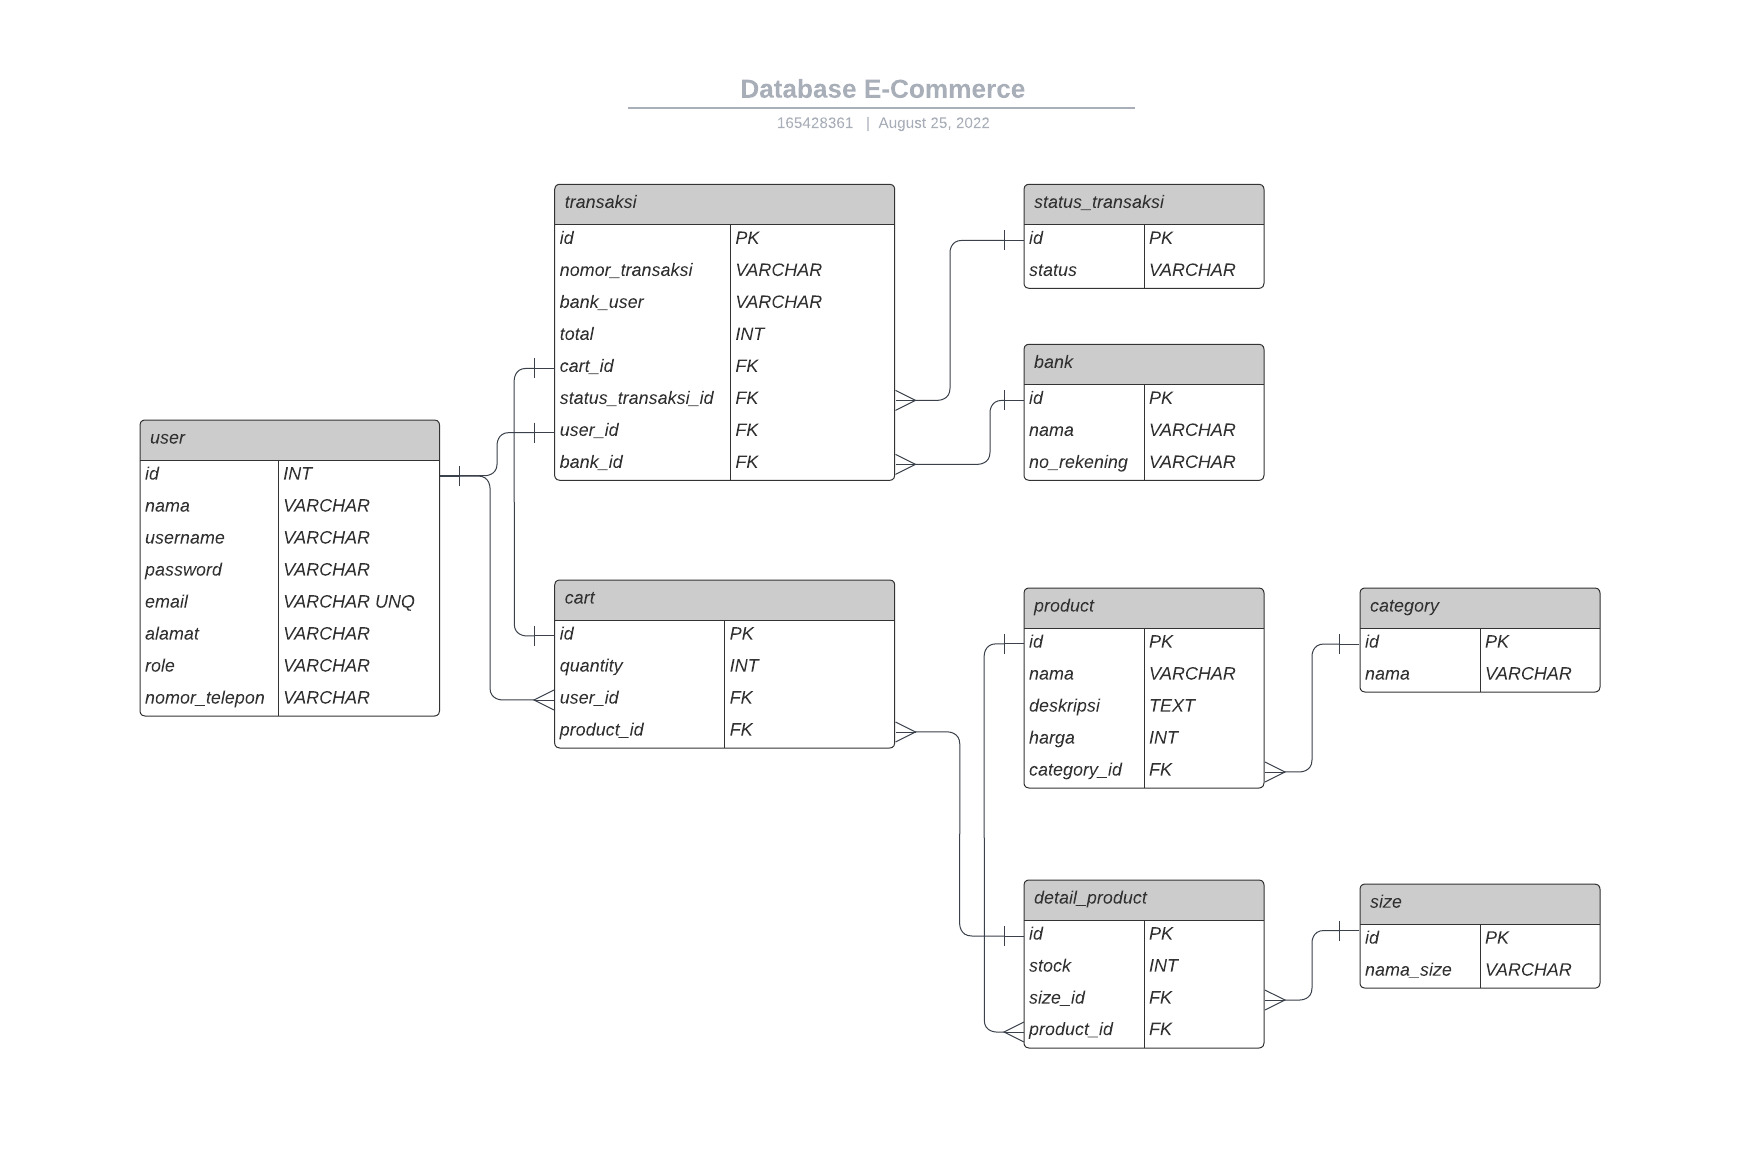 Database E-Commerce
165428361 | August 25, 2022
transaksi
id PK
nomor_transaksi VARCHAR
bank_user VARCHAR
total INT
cart_id FK
status_transaksi_id FK
user_id FK
bank_id FK
status_transaksi
id PK
status VARCHAR
bank
id PK
nama VARCHAR
no_rekening VARCHAR
user
id INT
nama VARCHAR
username VARCHAR
password VARCHAR
email VARCHAR UNQ
alamat VARCHAR
role VARCHAR
nomor_telepon VARCHAR
cart
id PK
quantity INT
user_id FK
product_id FK
product
id PK
nama VARCHAR
deskripsi TEXT
harga INT
category_id FK
category
id PK
nama VARCHAR
detail_product
id PK
stock INT
size_id FK
product_id FK
size
id PK
nama_size VARCHAR